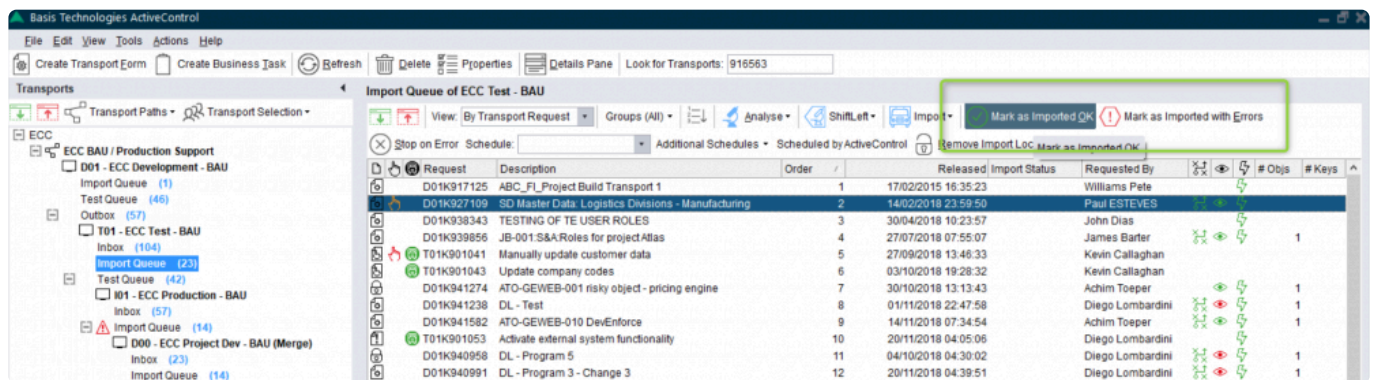 Basis Technologies ActiveControl
File Edit View Tools Actions Help
Create Transport Form Create Business Task Refresh Delete Properties Details Pane Look for Transports: 916563
Transports
Transport Paths Transport Selection
ECC
ECC BAU / Production Support
D01 - ECC Development - BAU
Import Queue (1)
Test Queue (46)
Outbox (57)
T01 - ECC Test - BAU
Inbox (104)
Import Queue (23)
Test Queue (42)
I01 - ECC Production - BAU
Inbox (57)
Import Queue (14)
D00 - ECC Project Dev - BAU (Merge)
Inbox (23)
Import Queue (14)
Import Queue of ECC Test - BAU
View: By Transport Request Groups (All) Analyse ShiftLeft Import Mark as Imported OK Mark as Imported with Errors
Stop on Error Schedule: Additional Schedules Scheduled by ActiveControl Remove Import Loc
Mark as Imported OK
Request Description Order Released Import Status Requested By # Objs # Keys
D01K917125 ABC_FI_Project Build Transport 1 1 17/02/2015 16:35:23 Williams Pete
D01K927109 SD Master Data: Logistics Divisions - Manufacturing 2 14/02/2018 23:59:50 Paul ESTEVES
D01K938343 TESTING OF TE USER ROLES 3 30/04/2018 10:23:57 John Dias
D01K939856 JB-001:S&A:Roles for project Atlas 4 27/07/2018 07:55:07 James Barter 1
T01K901041 Manually update customer data 5 27/09/2018 13:46:33 Kevin Callaghan
T01K901043 Update company codes 6 03/10/2018 19:28:32 Kevin Callaghan
D01K941274 ATO-GEWEB-001 risky object - pricing engine 7 30/10/2018 13:13:43 Achim Toeper 1
D01K941238 DL - Test 8 01/11/2018 22:47:58 Diego Lombardini 1
D01K941582 ATO-GEWEB-010 DevEnforce 9 14/11/2018 07:34:54 Achim Toeper 1
T01K901053 Activate external system functionality 10 20/11/2018 04:05:06 Diego Lombardini
D01K940958 DL - Program 5 11 04/10/2018 04:30:02 Diego Lombardini 1
D01K940991 DL - Program 3 - Change 3 12 20/11/2018 04:39:51 Diego Lombardini 1